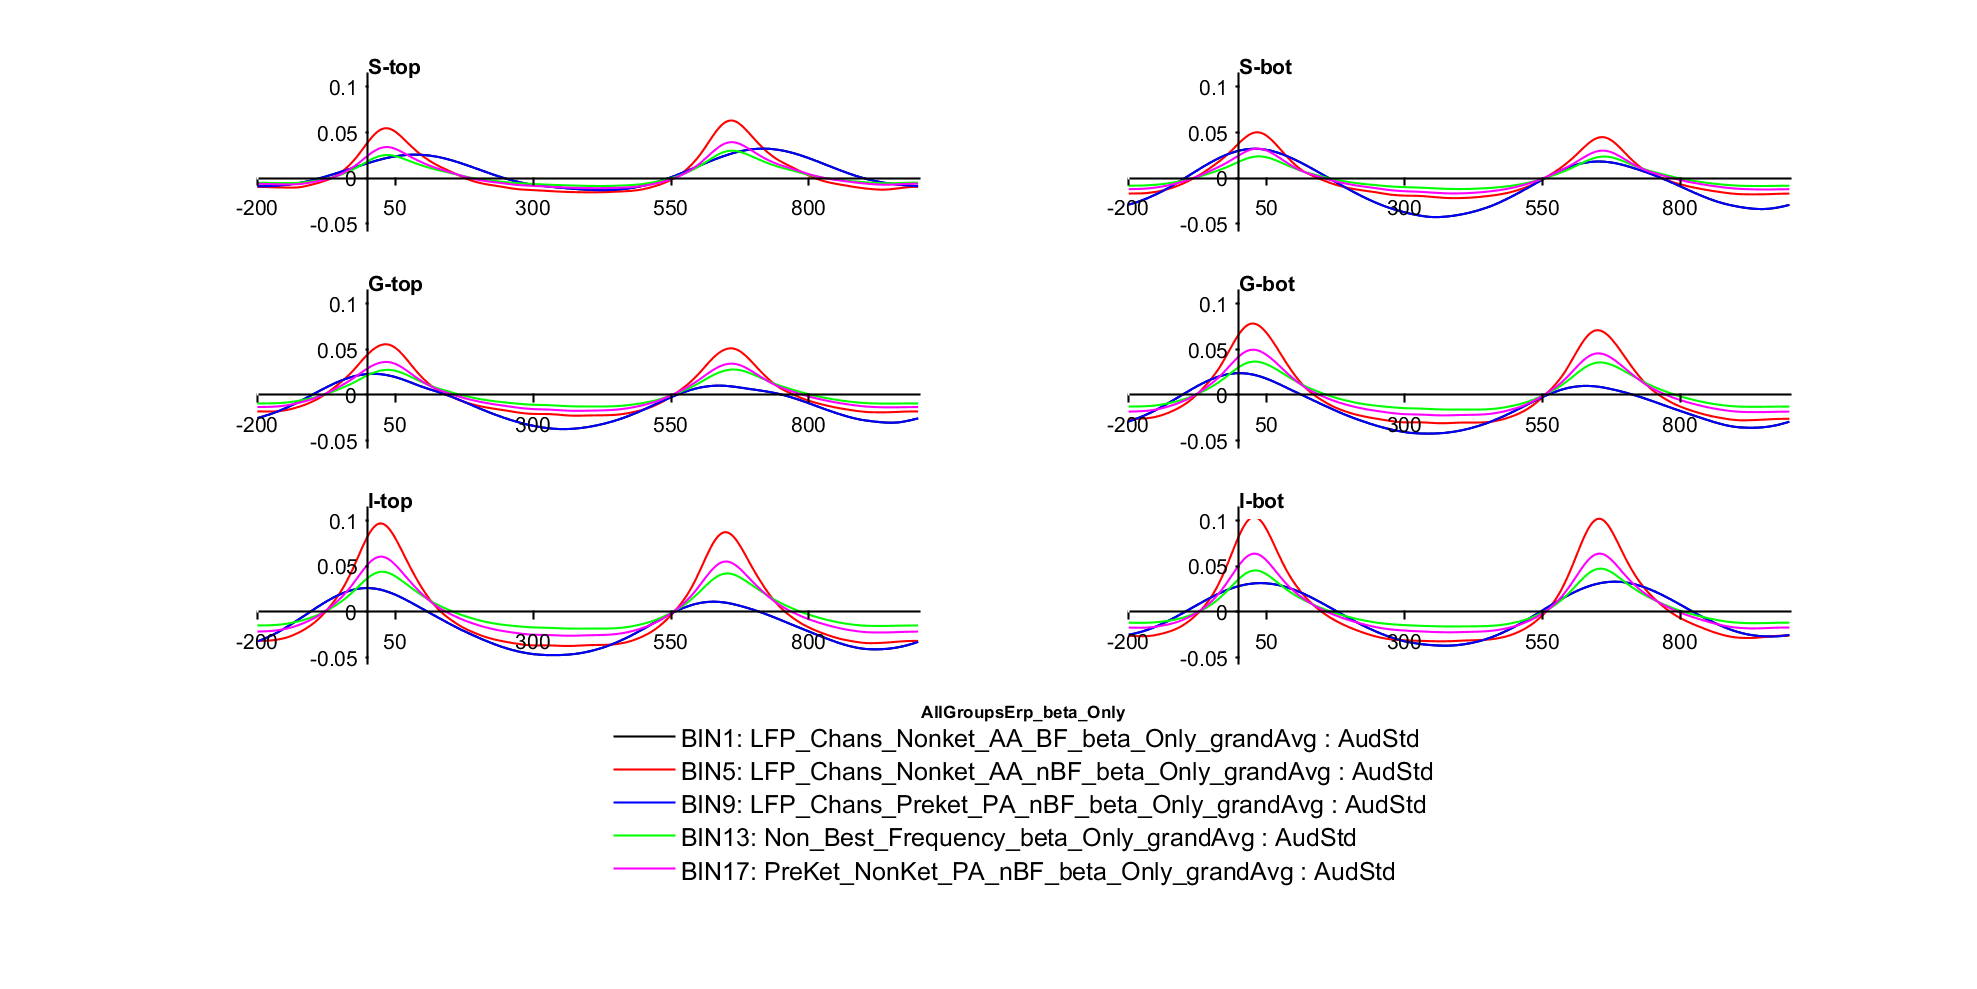 S-top
0.1
0.05
0
-0.05
-200 50 300 550 800
S-bot
0.1
0.05
0
-0.05
-200 50 300 550 800
G-top
0.1
0.05
0
-0.05
-200 50 300 550 800
G-bot
0.1
0.05
0
-0.05
-200 50 300 550 800
I-top
0.1
0.05
0
-0.05
-200 50 300 550 800
I-bot
0.1
0.05
0
-0.05
-200 50 300 550 800
AllGroupsErp_beta_Only
BIN1: LFP_Chans_Nonket_AA_BF_beta_Only_grandAvg : AudStd
BIN5: LFP_Chans_Nonket_AA_nBF_beta_Only_grandAvg : AudStd
BIN9: LFP_Chans_Preket_PA_nBF_beta_Only_grandAvg : AudStd
BIN13: Non_Best_Frequency_beta_Only_grandAvg : AudStd
BIN17: PreKet_NonKet_PA_nBF_beta_Only_grandAvg : AudStd